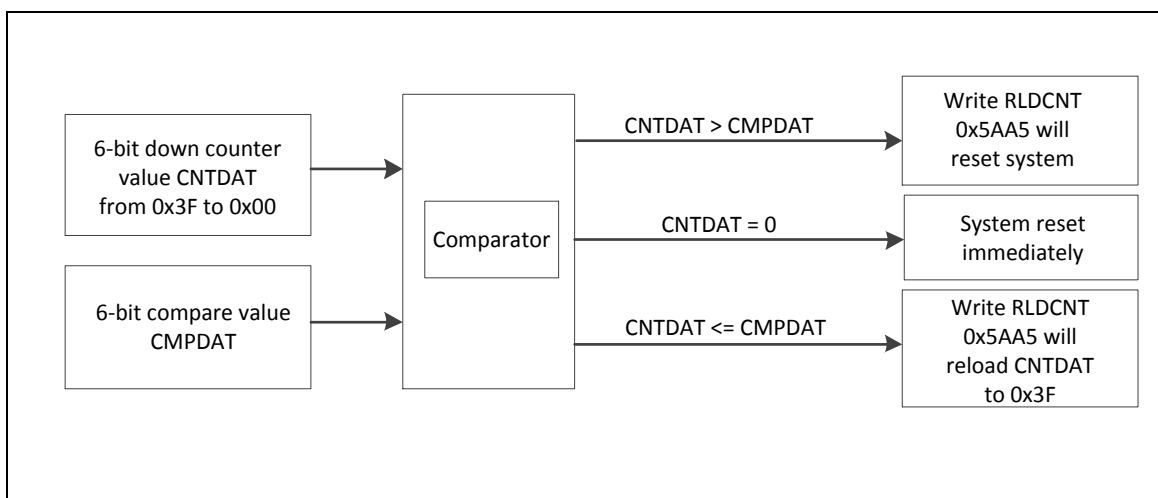 6-bit down counter
value CNTDAT
from 0x3F to 0x00
6-bit compare value
CMPDAT
Comparator
CNTDAT > CMPDAT
CNTDAT = 0
CNTDAT <= CMPDAT
Write RLDCNT
0x5AA5 will
reset system
System reset
immediately
Write RLDCNT
0x5AA5 will
reload CNTDAT
to 0x3F